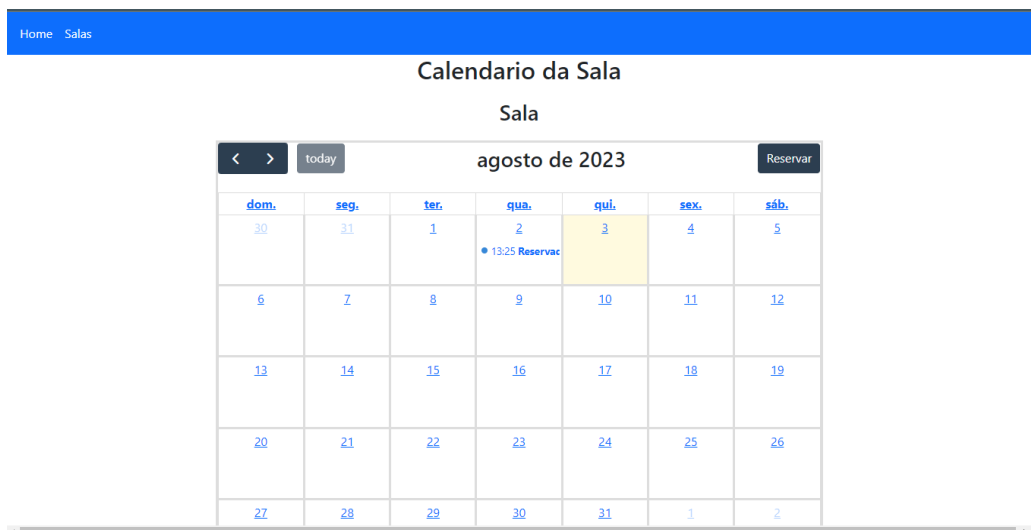 Home Salas
Calendario da Sala
Sala
today agosto de 2023 Reservar
dom. seg. ter. qua. qui. sex. sáb.
30 31 1 2 3 4 5
13:25 Reservac
6 7 8 9 10 11 12
13 14 15 16 17 18 19
20 21 22 23 24 25 26
27 28 29 30 31 1 2